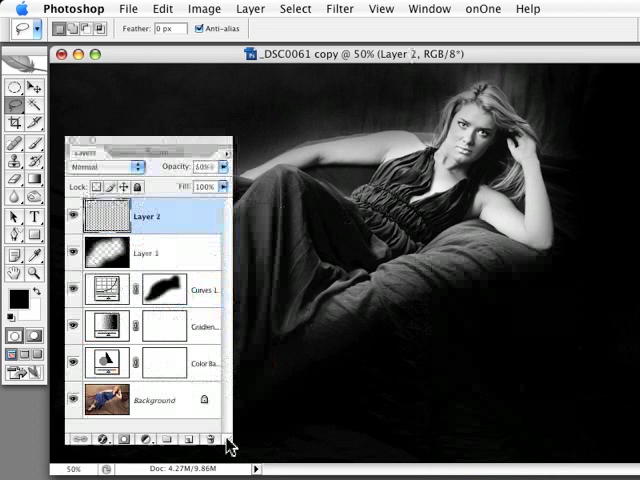 Photoshop File Edit Image Layer Select Filter View Window onOne Help
Feather: 0 px Anti-alias
_DSC0061 copy @ 50% (Layer 2, RGB/8*)
Layers
Normal Opacity: 60%
Lock: Fill: 100%
Layer 2
Layer 1
Curves 1
Gradien...
Color Ba...
Background
50% Doc: 4.27M/9.86M